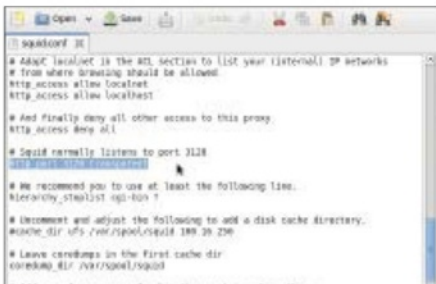 Open Save Undo
squid.conf
# Adapt localnet in the ACL section to list your (internal) IP networks
# from where browsing should be allowed
http_access allow localnet
http_access allow localhost
# And finally deny all other access to this proxy
http_access deny all
# Squid normally listens to port 3128
http_port 3128 transparent
# We recommend you to use at least the following line.
hierarchy_stoplist cgi-bin ?
# Uncomment and adjust the following to add a disk cache directory.
#cache_dir ufs /var/spool/squid 100 16 256
# Leave coredumps in the first cache dir
coredump_dir /var/spool/squid